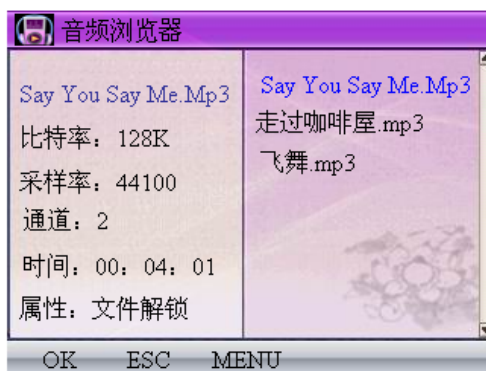 音频浏览器
Say You Say Me.Mp3
比特率：128K
采样率：44100
通道：2
时间：00：04：01
属性：文件解锁
Say You Say Me.Mp3
走过咖啡屋.mp3
飞舞.mp3
OK ESC MENU